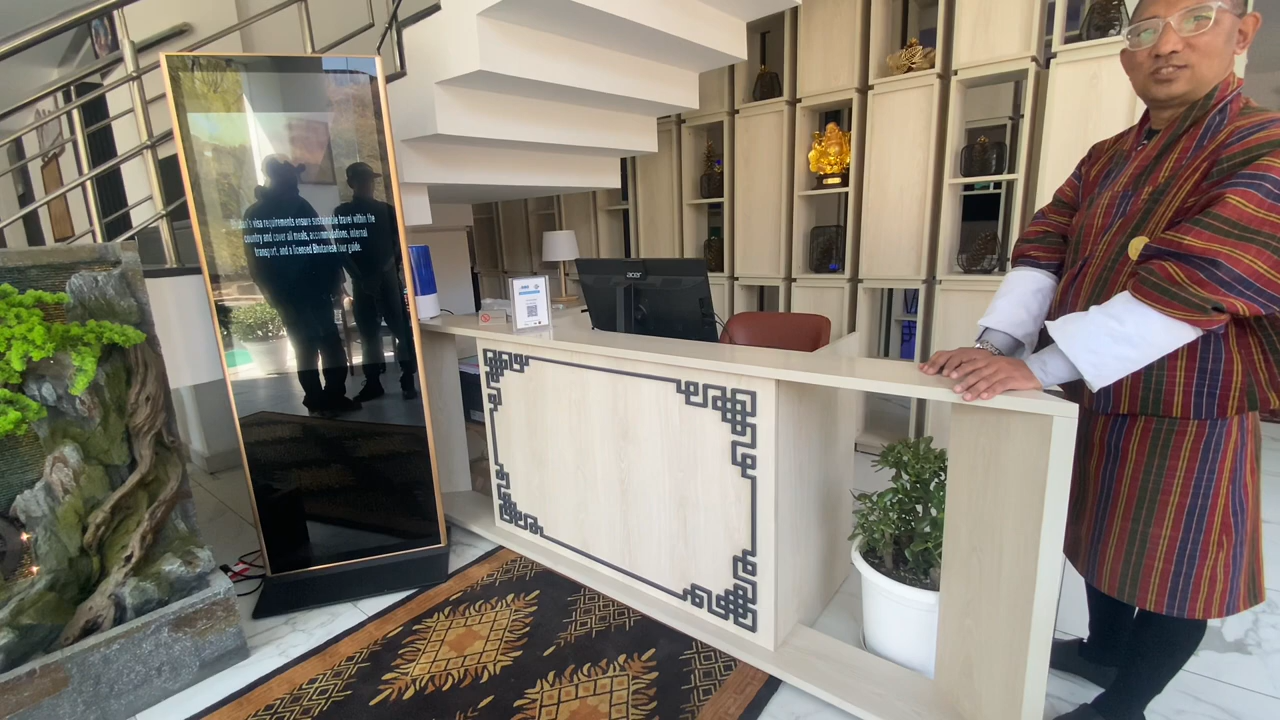 Bhutan's visa requirements ensure sustainable travel within the
country and cover all meals, accommodations, internal
transport, and a licensed Bhutanese tour guide.
acer